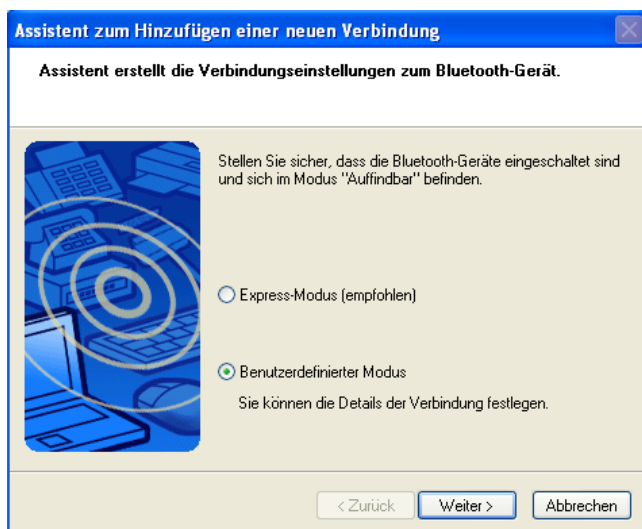 Assistent zum Hinzufügen einer neuen Verbindung
Assistent erstellt die Verbindungseinstellungen zum Bluetooth-Gerät.
Stellen Sie sicher, dass die Bluetooth-Geräte eingeschaltet sind
und sich im Modus "Auffindbar" befinden.
Express-Modus (empfohlen)
Benutzerdefinierter Modus
Sie können die Details der Verbindung festlegen.
< Zurück Weiter > Abbrechen